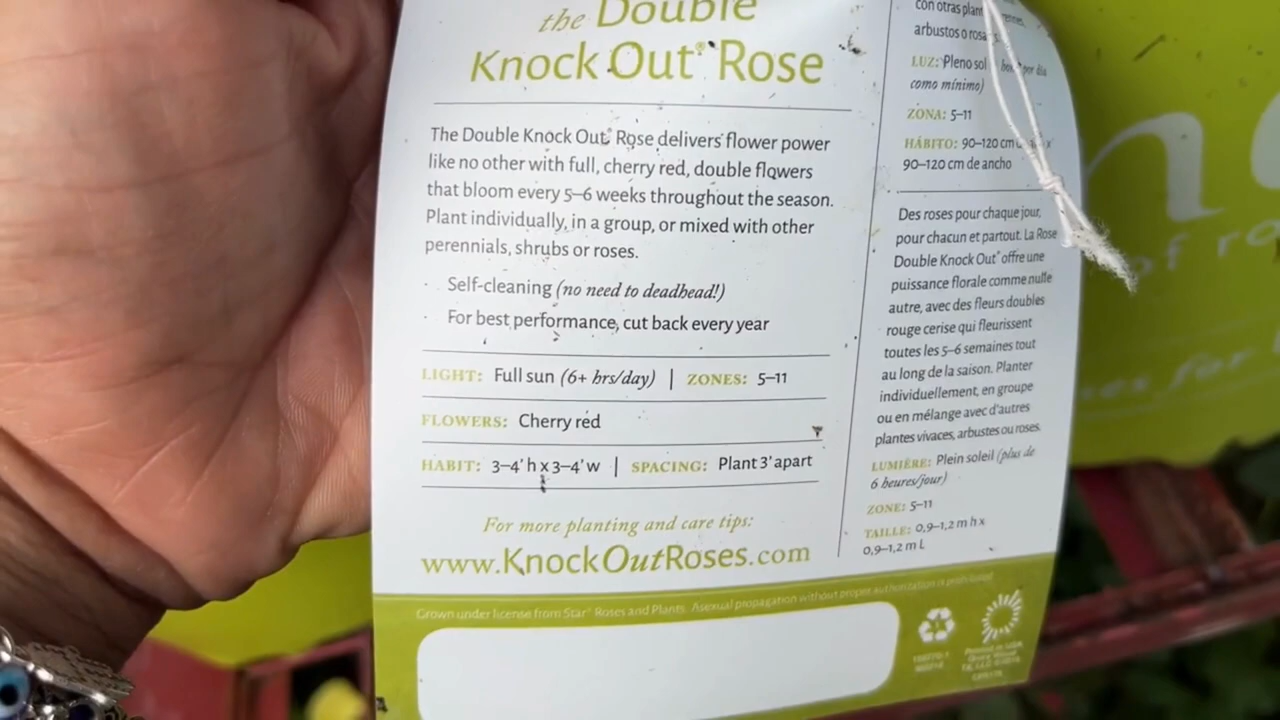 the Double
Knock Out® Rose
The Double Knock Out® Rose delivers flower power
like no other with full, cherry red, double flowers
that bloom every 5–6 weeks throughout the season.
Plant individually, in a group, or mixed with other
perennials, shrubs or roses.
· Self-cleaning (no need to deadhead!)
· For best performance, cut back every year
LIGHT: Full sun (6+ hrs/day) | ZONES: 5–11
FLOWERS: Cherry red
HABIT: 3–4' h x 3–4' w | SPACING: Plant 3' apart
For more planting and care tips:
www.KnockOutRoses.com
Grown under license from Star® Roses and Plants. Asexual propagation without proper authorization is prohibited
con otras
arbustos o
LUZ: Pleno sol por día
como mínimo)
ZONA: 5–11
HÁBITO: 90–120 cm x
90–120 cm de ancho
Des roses pour chaque jour,
pour chacun et partout. La Rose
Double Knock Out® offre une
puissance florale comme nulle
autre, avec des fleurs doubles
rouge cerise qui fleurissent
toutes les 5–6 semaines tout
au long de la saison. Planter
individuellement, en groupe
ou en mélange avec d'autres
plantes vivaces, arbustes ou roses.
LUMIÈRE: Plein soleil (plus de
6 heures/jour)
ZONE: 5–11
TAILLE: 0,9–1,2 m h x
0,9–1,2 m L
of
for